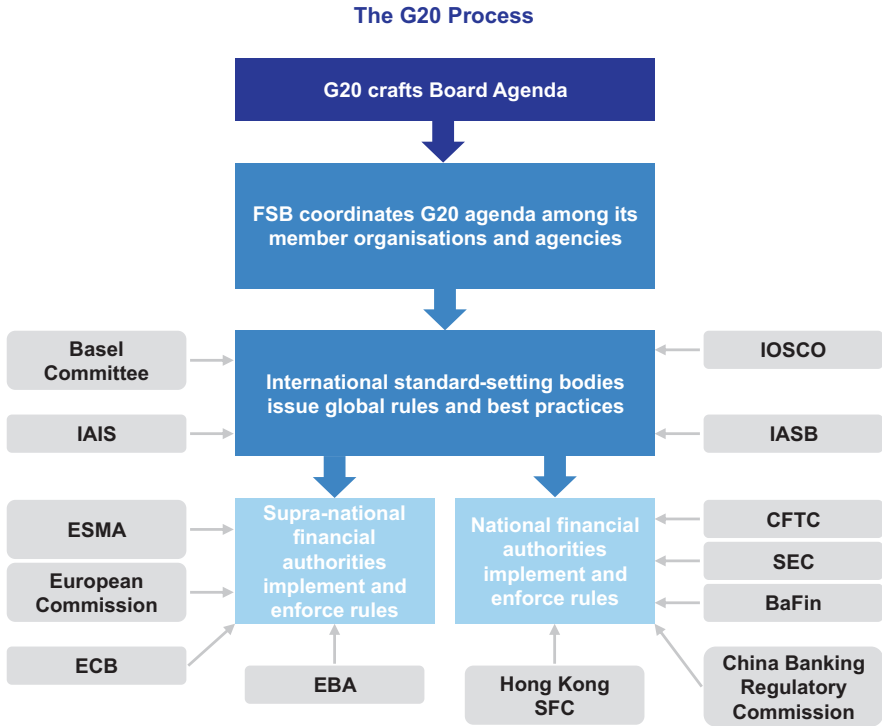 The G20 Process
G20 crafts Board Agenda
FSB coordinates G20 agenda among its
member organisations and agencies
Basel
Committee
IAIS
International standard-setting bodies
issue global rules and best practices
IOSCO
IASB
ESMA
European
Commission
ECB
Supra-national
financial
authorities
implement and
enforce rules
EBA
National financial
authorities
implement and
enforce rules
Hong Kong
SFC
CFTC
SEC
BaFin
China Banking
Regulatory
Commission